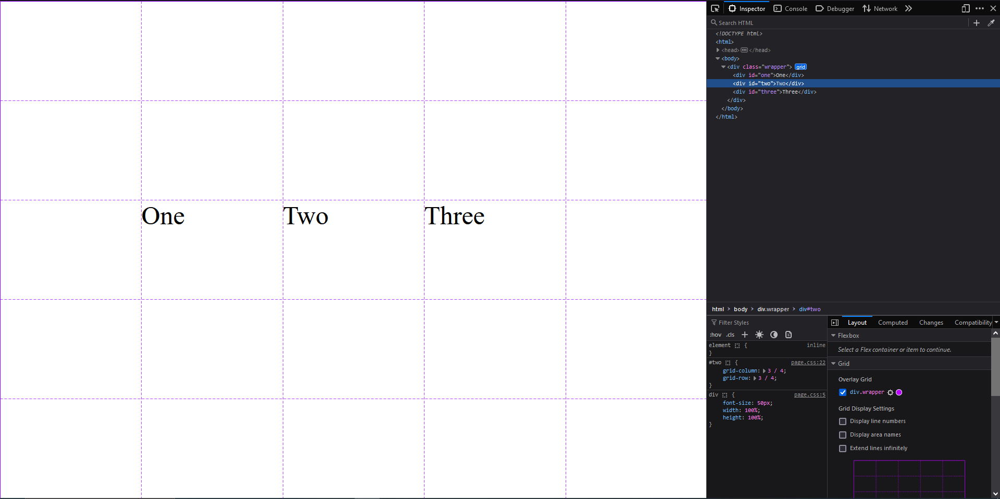 One Two Three
Inspector Console Debugger Network
Search HTML
<!DOCTYPE html>
<html>
<head></head>
<body>
<div class="wrapper"> grid
<div id="one">One</div>
<div id="two">Two</div>
<div id="three">Three</div>
</div>
</body>
</html>
html > body > div.wrapper > div#two
Filter Styles
:hov .cls
element { inline
}
#two { page.css:22
grid-column: 3 / 4;
grid-row: 3 / 4;
}
div { page.css:5
font-size: 50px;
width: 100%;
height: 100%;
}
Layout Computed Changes Compatibility
Flexbox
Select a Flex container or item to continue.
Grid
Overlay Grid
div.wrapper
Grid Display Settings
Display line numbers
Display area names
Extend lines infinitely